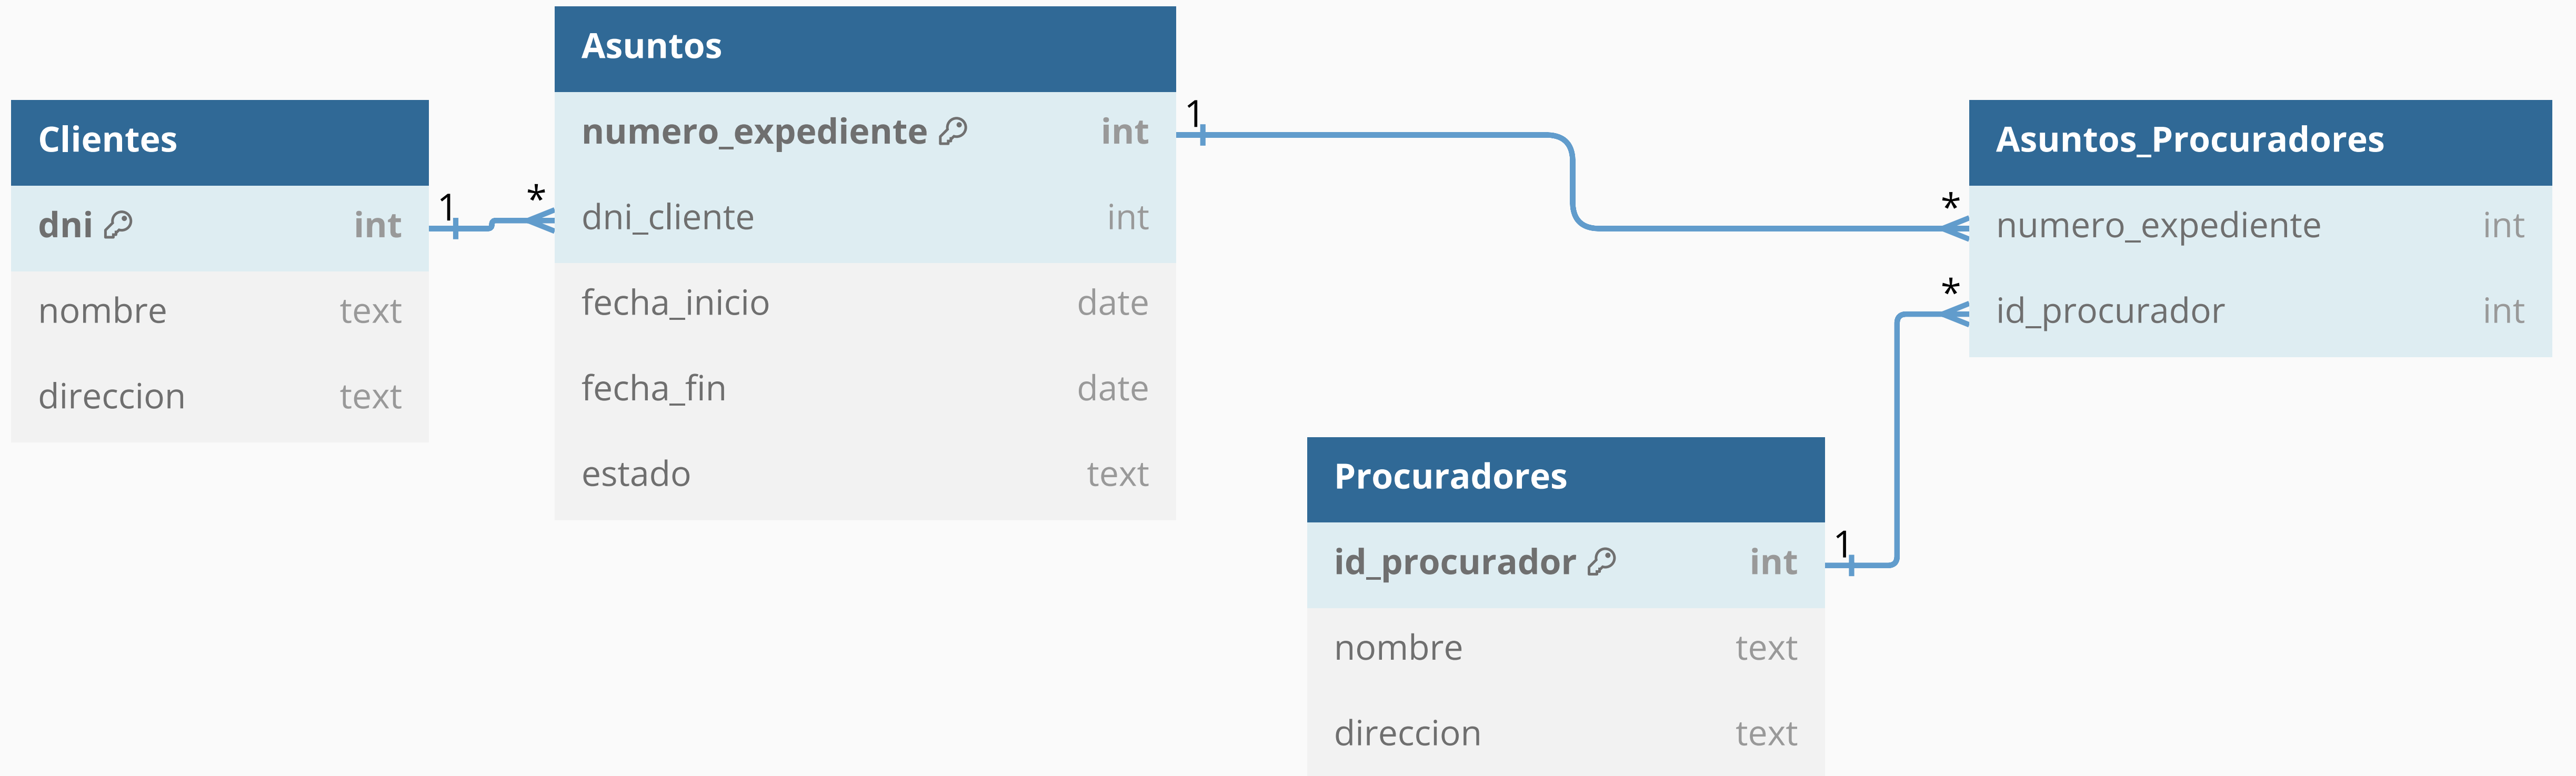 Clientes
dni int
nombre text
direccion text
1 *
Asuntos
numero_expediente int
dni_cliente int
fecha_inicio date
fecha_fin date
estado text
1 *
Asuntos_Procuradores
numero_expediente int
id_procurador int
*
Procuradores
id_procurador int
nombre text
direccion text
1